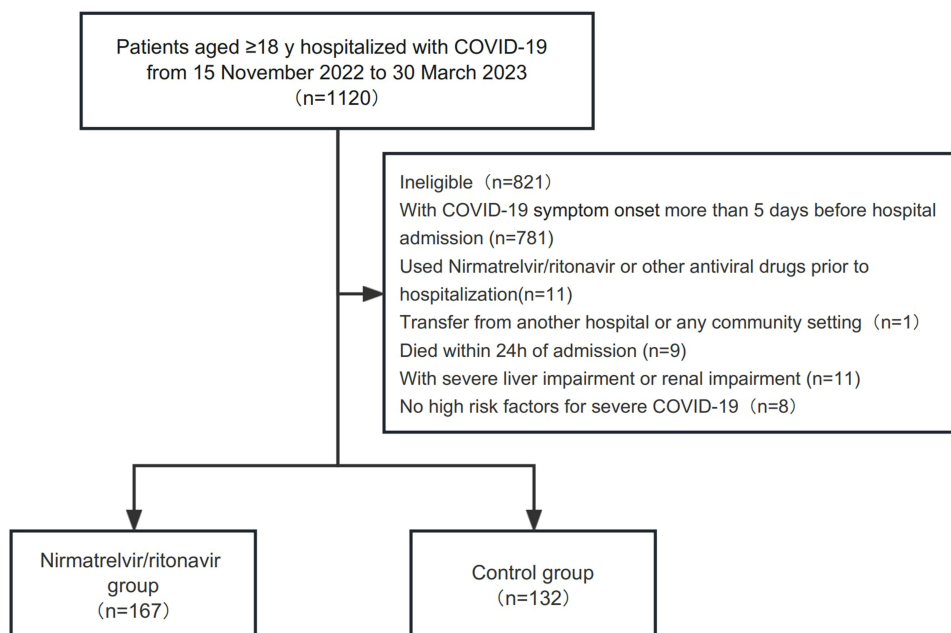 Patients aged ≥18 y hospitalized with COVID-19
from 15 November 2022 to 30 March 2023
（n=1120）
Ineligible（n=821）
With COVID-19 symptom onset more than 5 days before hospital
admission (n=781)
Used Nirmatrelvir/ritonavir or other antiviral drugs prior to
hospitalization(n=11)
Transfer from another hospital or any community setting（n=1）
Died within 24h of admission (n=9)
With severe liver impairment or renal impairment (n=11)
No high risk factors for severe COVID-19（n=8）
Nirmatrelvir/ritonavir
group
（n=167）
Control group
（n=132）